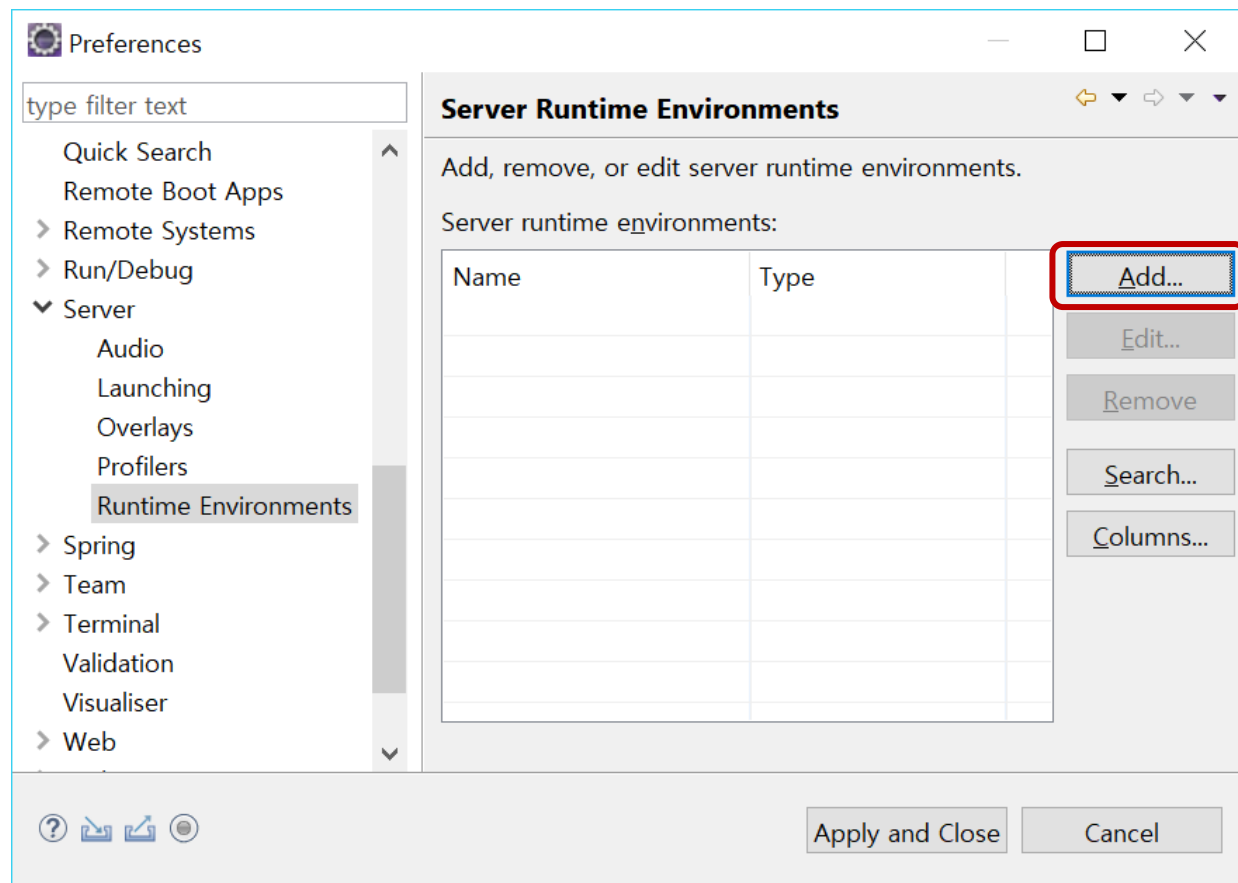 Preferences
type filter text
Quick Search
Remote Boot Apps
Remote Systems
Run/Debug
Server
Audio
Launching
Overlays
Profilers
Runtime Environments
Spring
Team
Terminal
Validation
Visualiser
Web
Server Runtime Environments
Add, remove, or edit server runtime environments.
Server runtime environments:
Name Type
Add...
Edit...
Remove
Search...
Columns...
Apply and Close Cancel